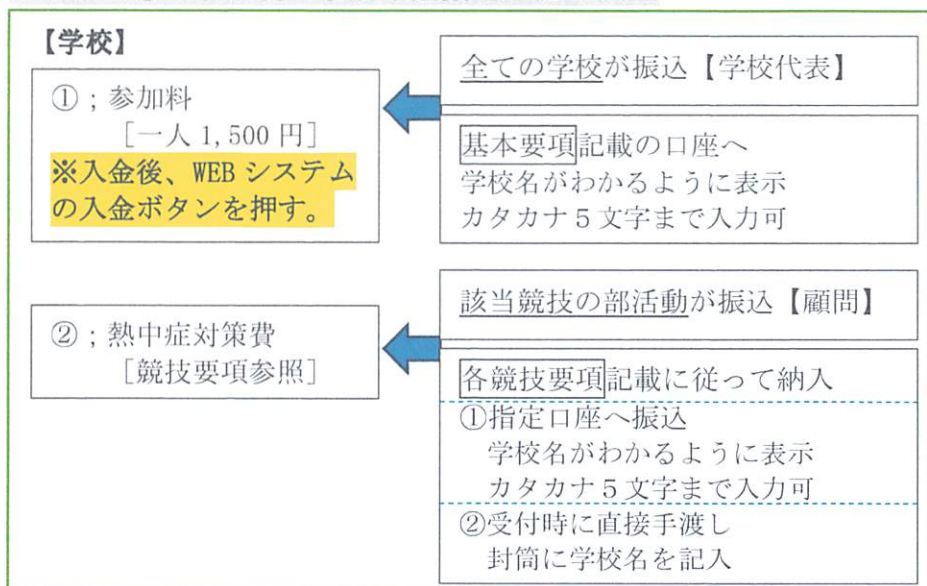 【学校】
①；参加料
[一人 1,500 円]
※入金後、WEB システム
の入金ボタンを押す。
全ての学校が振込【学校代表】
基本要項記載の口座へ
学校名がわかるように表示
カタカナ５文字まで入力可
②；熱中症対策費
[競技要項参照]
該当競技の部活動が振込【顧問】
各競技要項記載に従って納入
①指定口座へ振込
学校名がわかるように表示
カタカナ５文字まで入力可
②受付時に直接手渡し
封筒に学校名を記入